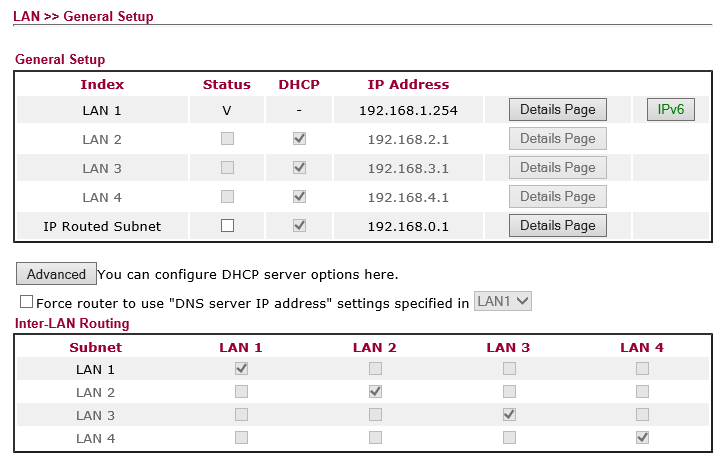 LAN >> General Setup
General Setup
Index Status DHCP IP Address
LAN 1 V - 192.168.1.254 Details Page IPv6
LAN 2 192.168.2.1 Details Page
LAN 3 192.168.3.1 Details Page
LAN 4 192.168.4.1 Details Page
IP Routed Subnet 192.168.0.1 Details Page
Advanced You can configure DHCP server options here.
Force router to use "DNS server IP address" settings specified in LAN1
Inter-LAN Routing
Subnet LAN 1 LAN 2 LAN 3 LAN 4
LAN 1
LAN 2
LAN 3
LAN 4